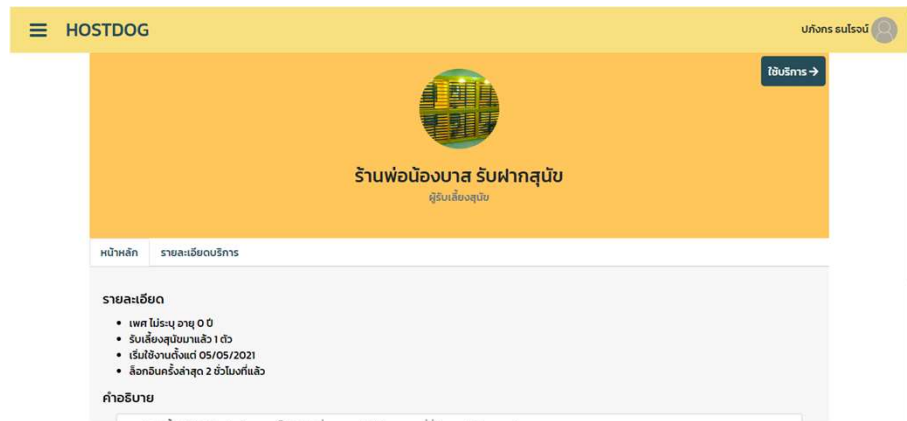 HOSTDOG
ปภังกร ธนโรจน์
ใช้บริการ →
ร้านพ่อน้องบาส รับฝากสุนัข
ผู้รับเลี้ยงสุนัข
หน้าหลัก รายละเอียดบริการ
รายละเอียด
เพศ ไม่ระบุ อายุ 0 ปี
รับเลี้ยงสุนัขมาแล้ว 1 ตัว
เริ่มใช้งานตั้งแต่ 05/05/2021
ล็อกอินครั้งล่าสุด 2 ชั่วโมงที่แล้ว
คำอธิบาย